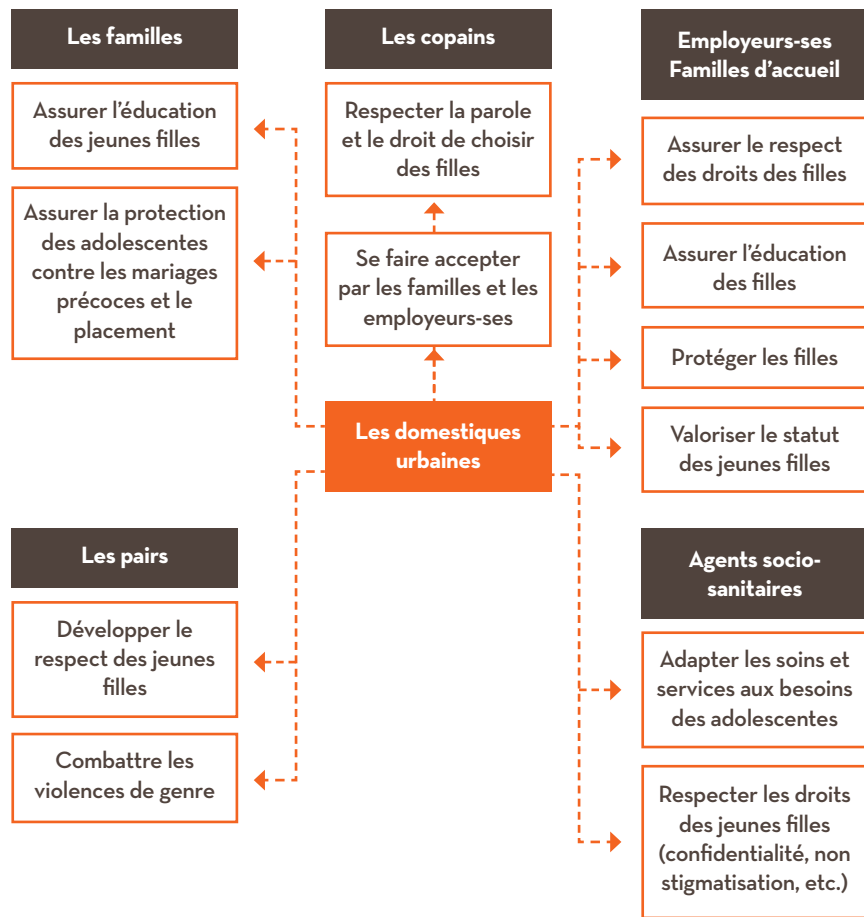 Les familles
Assurer l'éducation
des jeunes filles
Assurer la protection
des adolescentes
contre les mariages
précoces et le
placement
Les copains
Respecter la parole
et le droit de choisir
des filles
Se faire accepter
par les familles et les
employeurs-ses
Les domestiques
urbaines
Employeurs-ses
Familles d'accueil
Assurer le respect
des droits des filles
Assurer l'éducation
des filles
Protéger les filles
Valoriser le statut
des jeunes filles
Les pairs
Développer le
respect des jeunes
filles
Combattre les
violences de genre
Agents socio-
sanitaires
Adapter les soins et
services aux besoins
des adolescentes
Respecter les droits
des jeunes filles
(confidentialité, non
stigmatisation, etc.)